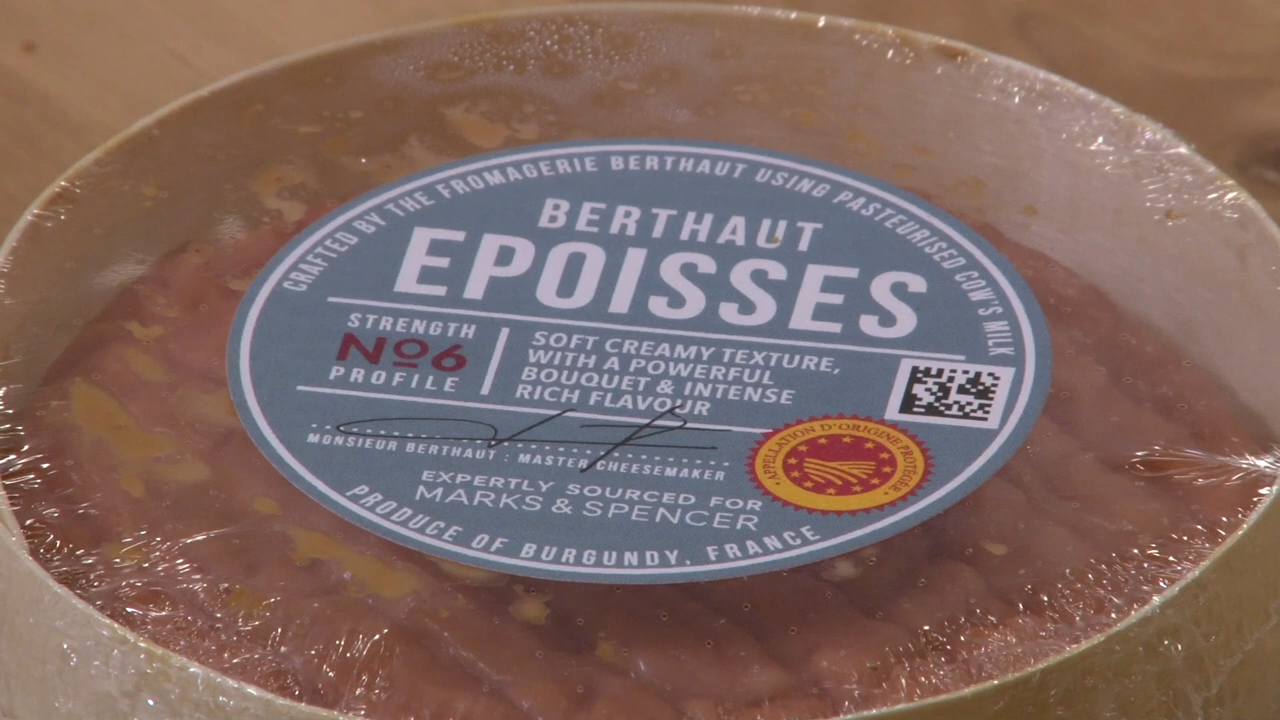 CRAFTED BY THE FROMAGERIE BERTHAUT USING PASTEURISED COW'S MILK
BERTHAUT
EPOISSES
STRENGTH
Nº6
PROFILE
SOFT CREAMY TEXTURE,
WITH A POWERFUL
BOUQUET & INTENSE
RICH FLAVOUR
MONSIEUR BERTHAUT : MASTER CHEESEMAKER
APPELLATION D'ORIGINE PROTÉGÉE
EXPERTLY SOURCED FOR
MARKS & SPENCER
PRODUCE OF BURGUNDY, FRANCE